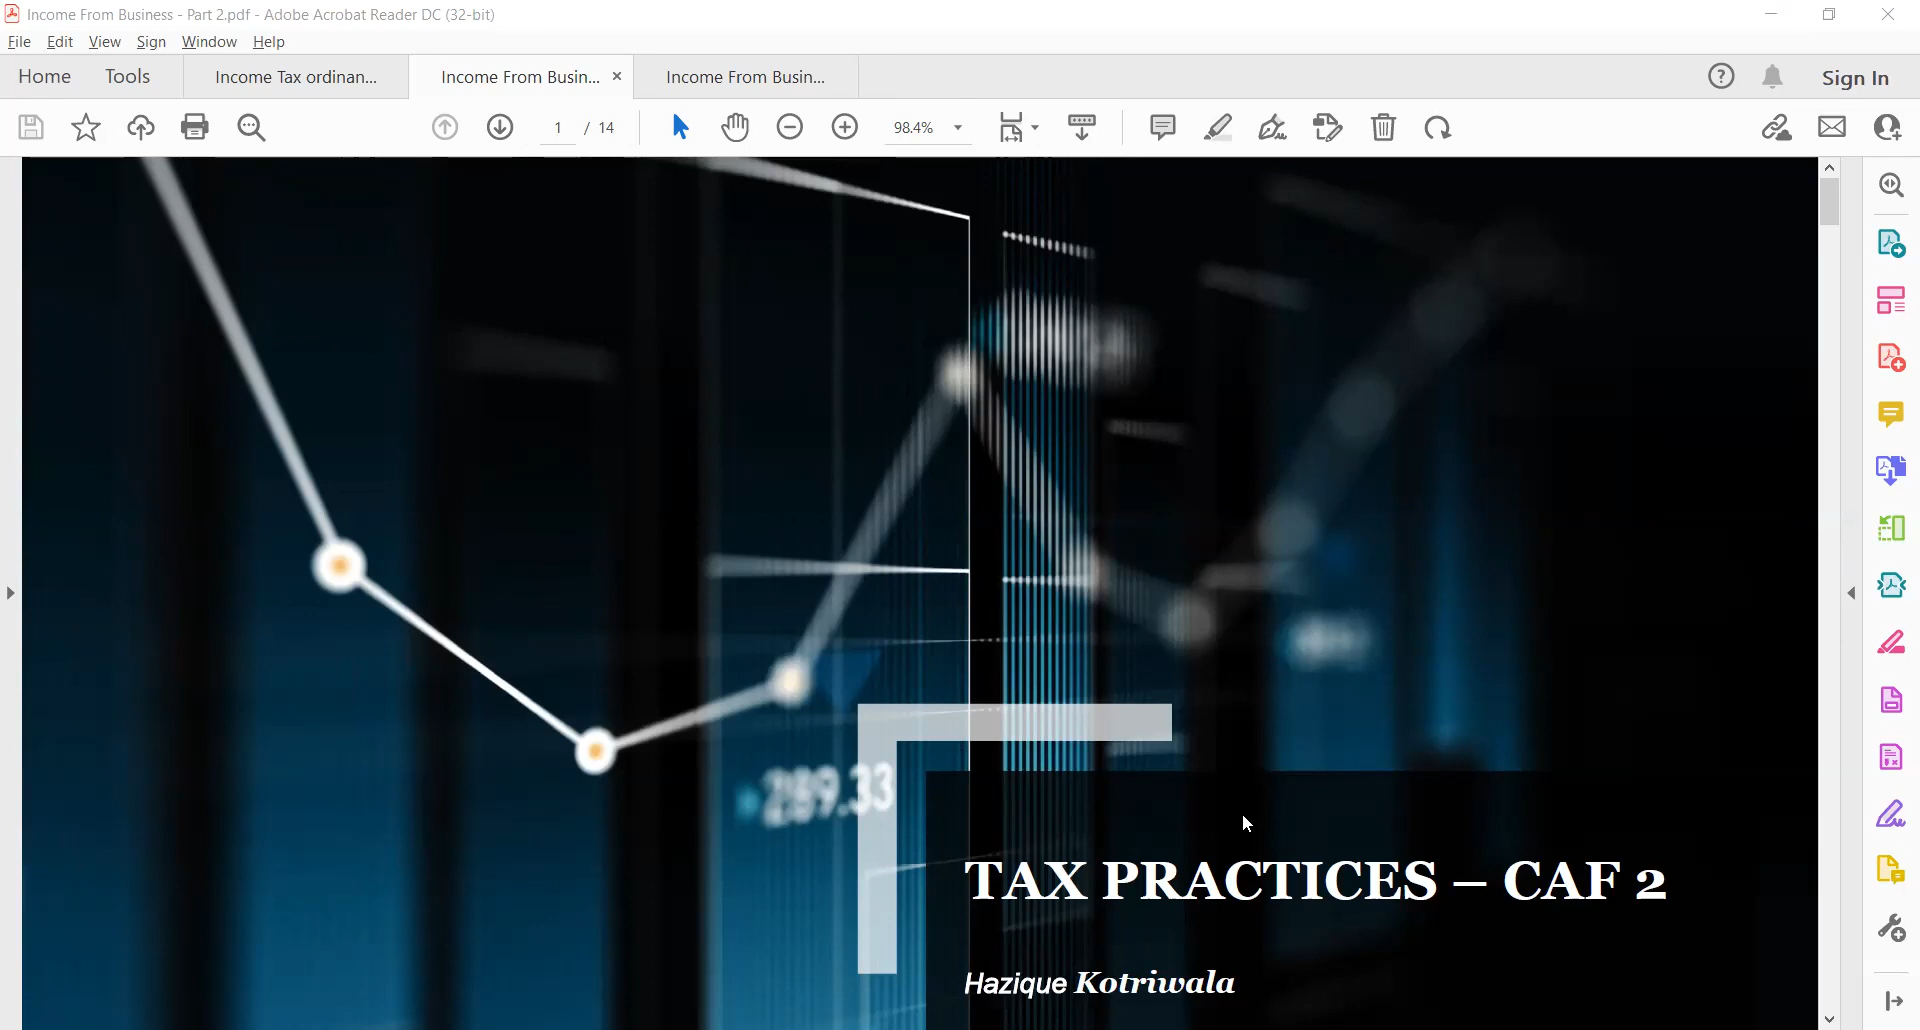 Income From Business - Part 2.pdf - Adobe Acrobat Reader DC (32-bit)
File Edit View Sign Window Help
Home Tools Income Tax ordinan... Income From Busin... × Income From Busin... Sign In
1 / 14 98.4%
289.33
TAX PRACTICES – CAF 2
Hazique Kotriwala